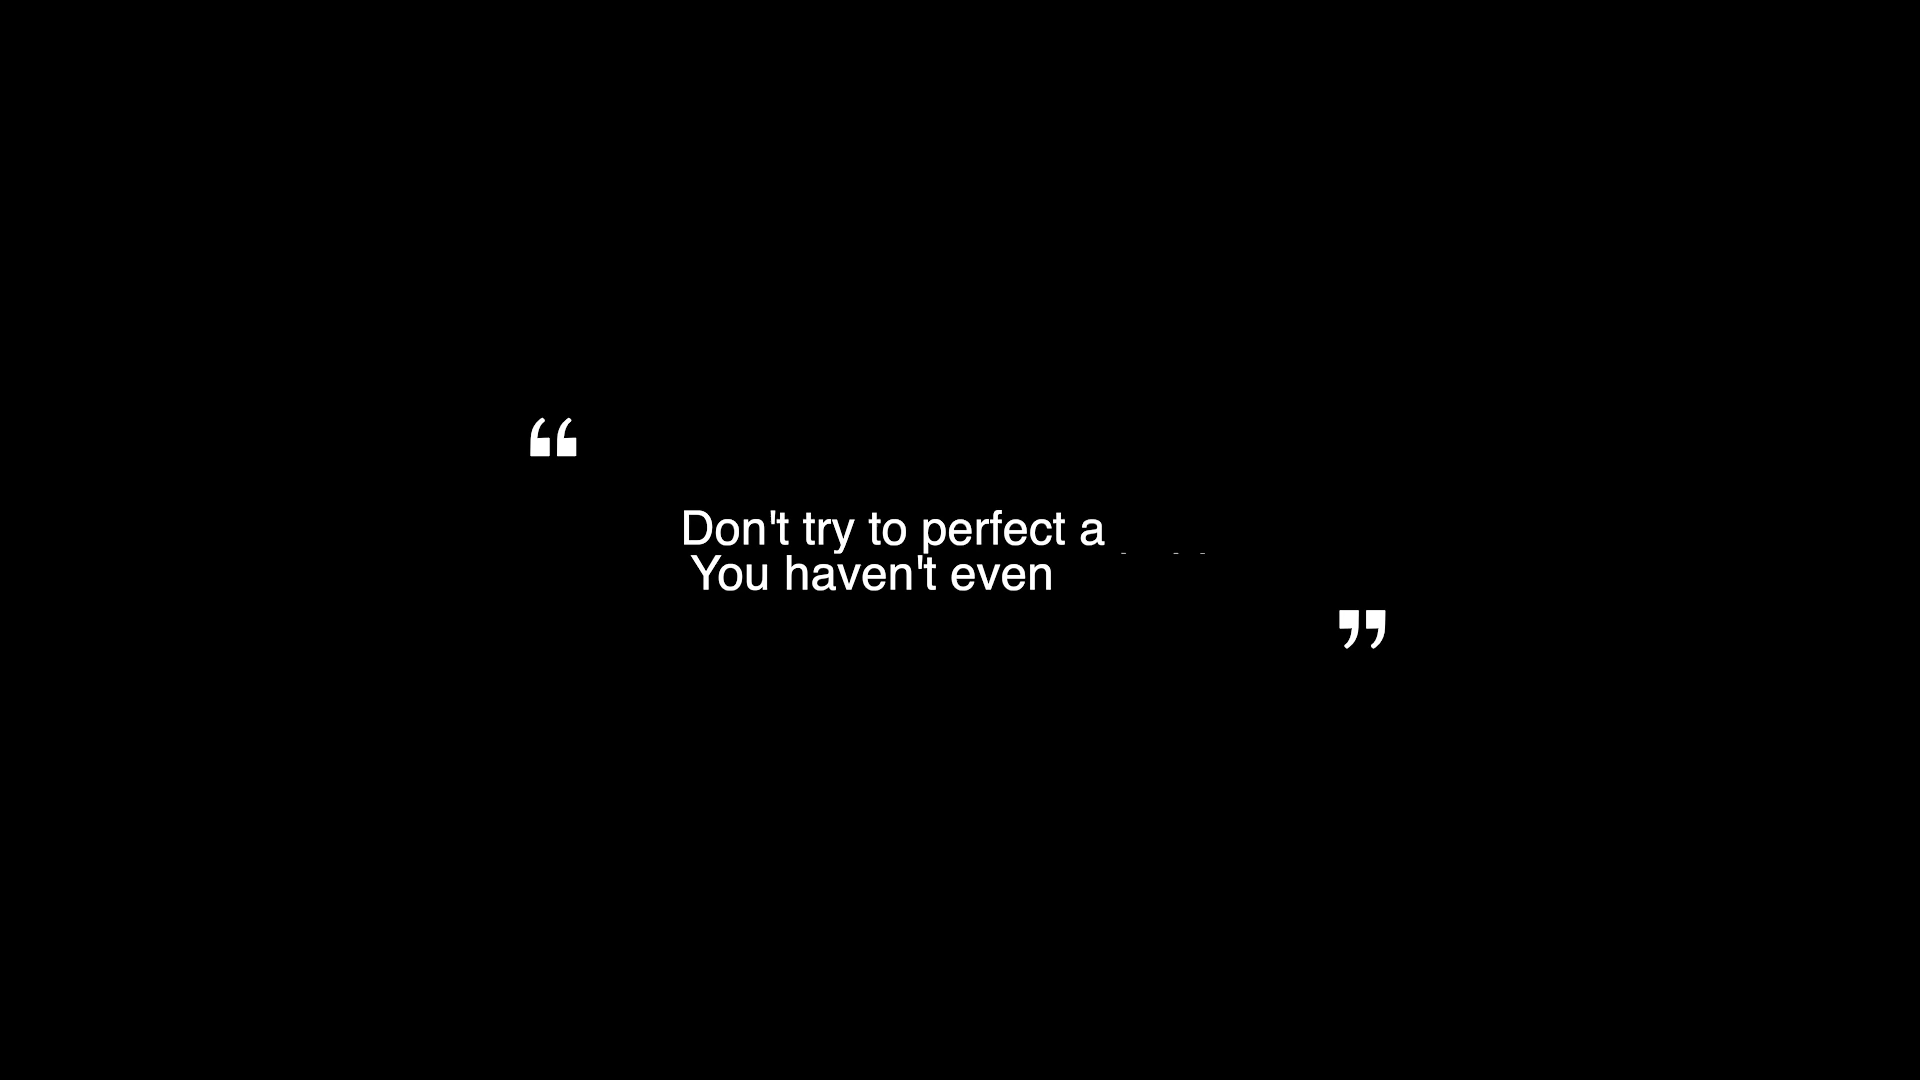 “
Don't try to perfect a
You haven't even
”